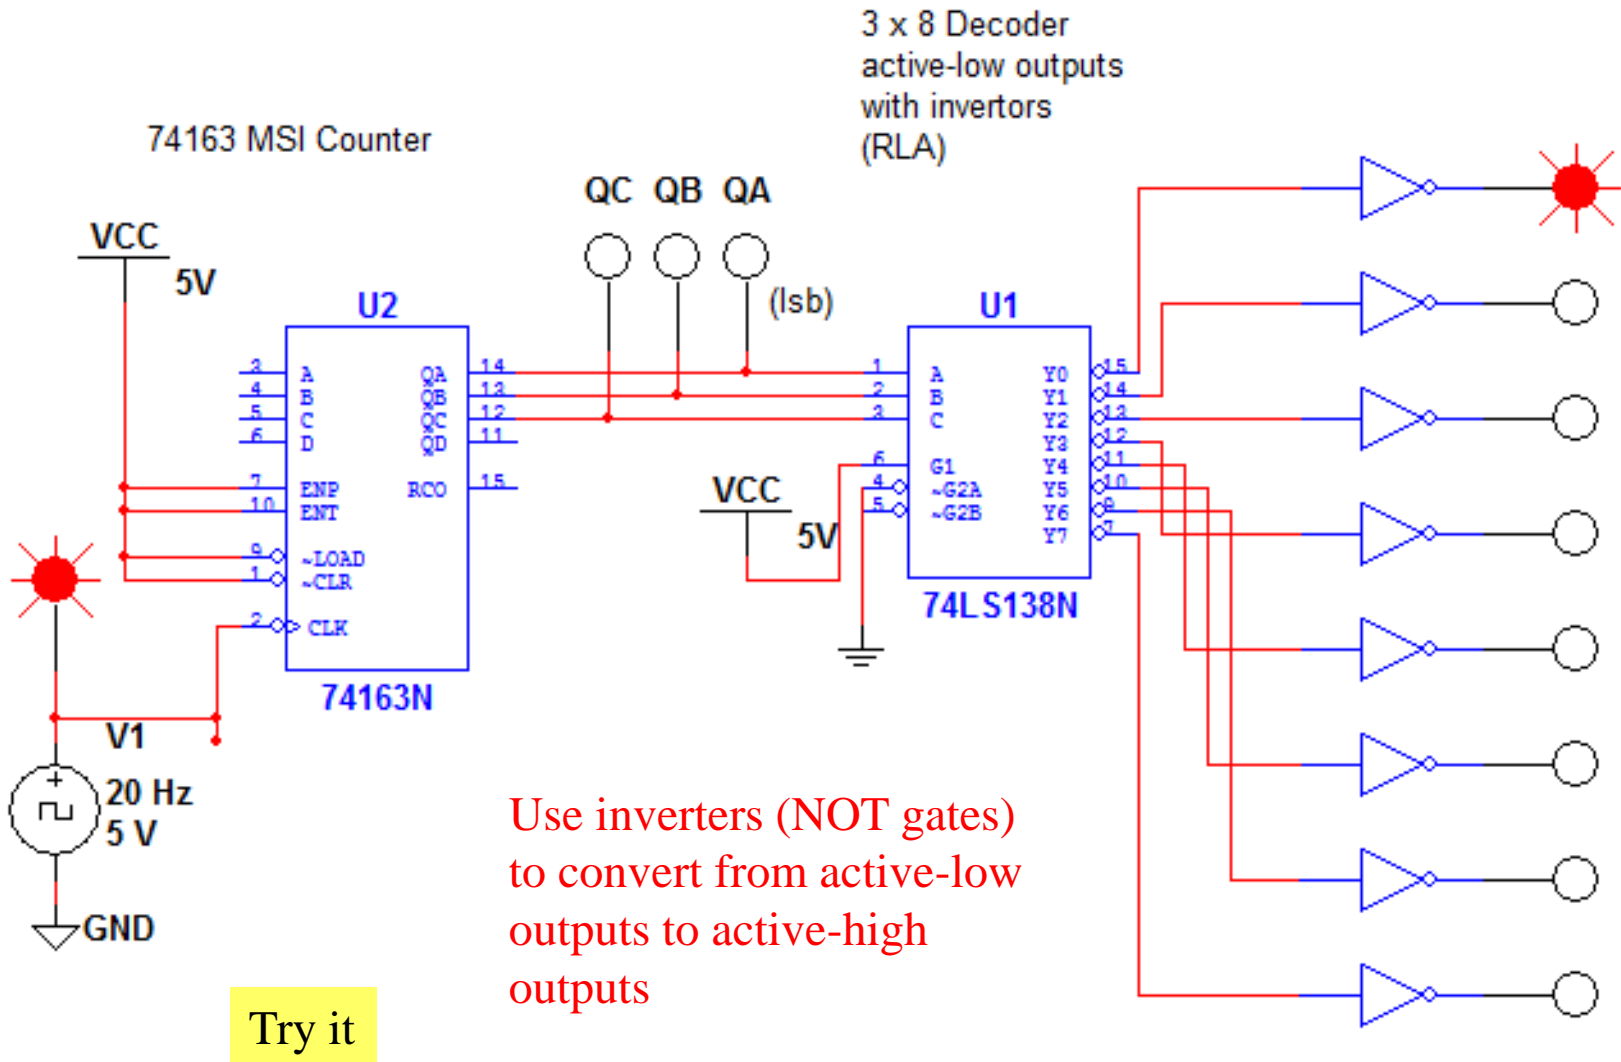 3 x 8 Decoder
active-low outputs
with invertors
(RLA)
74163 MSI Counter
QC QB QA
(lsb)
VCC
5V
U2
3 A
4 B
5 C
6 D
7 ENP
10 ENT
9 ~LOAD
1 ~CLR
2 CLK
QA 14
QB 13
QC 12
QD 11
RCO 15
74163N
U1
1 A
2 B
3 C
6 G1
4 ~G2A
5 ~G2B
Y0 15
Y1 14
Y2 13
Y3 12
Y4 11
Y5 10
Y6 9
Y7 7
74LS138N
VCC
5V
V1
20 Hz
5 V
GND
Use inverters (NOT gates)
to convert from active-low
outputs to active-high
outputs
Try it